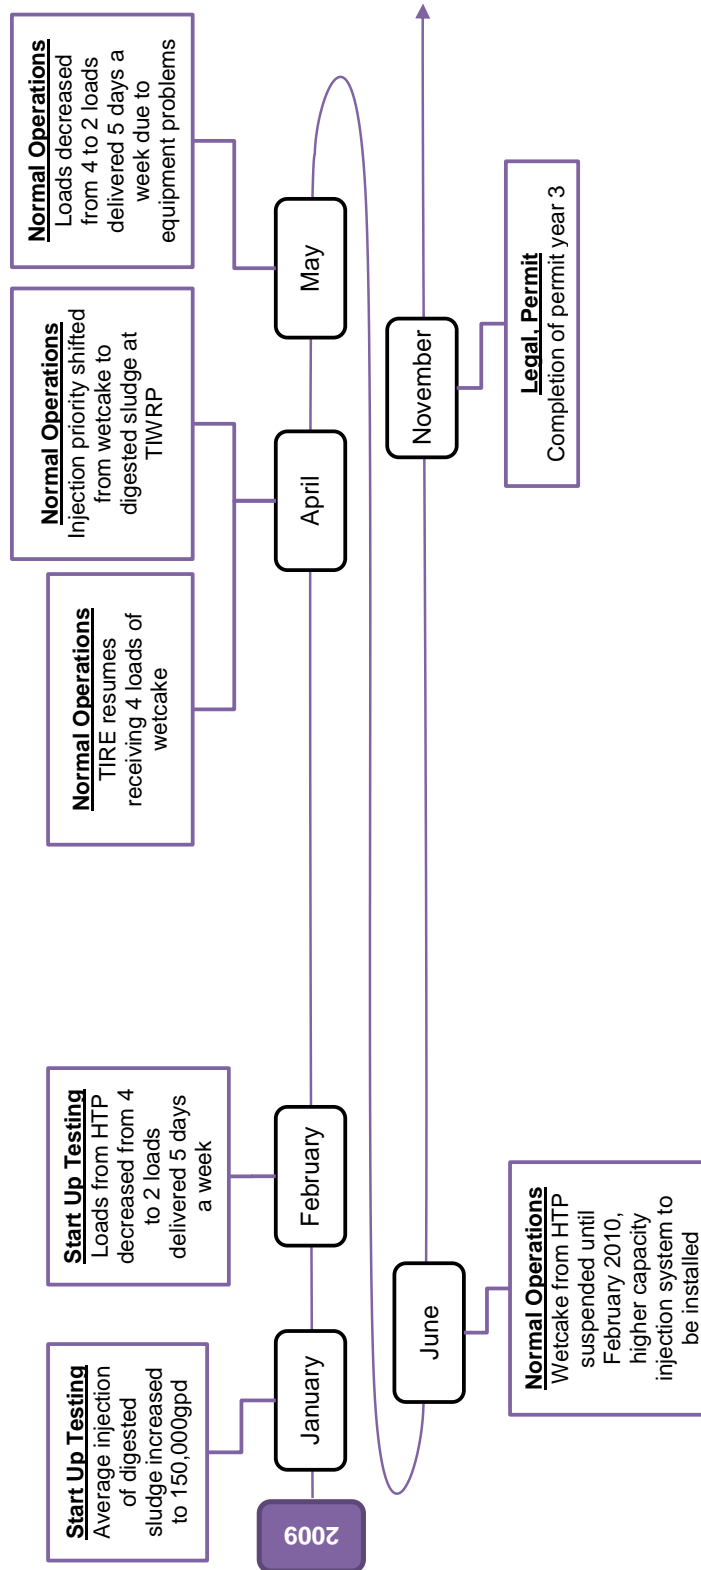 2009
January
Start Up Testing
Average injection
of digested
sludge increased
to 150,000gpd
February
Start Up Testing
Loads from HTP
decreased from 4
to 2 loads
delivered 5 days
a week
April
Normal Operations
TIRE resumes
receiving 4 loads of
wetcake
Normal Operations
Injection priority shifted
from wetcake to
digested sludge at
TIWRP
May
Normal Operations
Loads decreased
from 4 to 2 loads
delivered 5 days a
week due to
equipment problems
June
Normal Operations
Wetcake from HTP
suspended until
February 2010,
higher capacity
injection system to
be installed
November
Legal, Permit
Completion of permit year 3